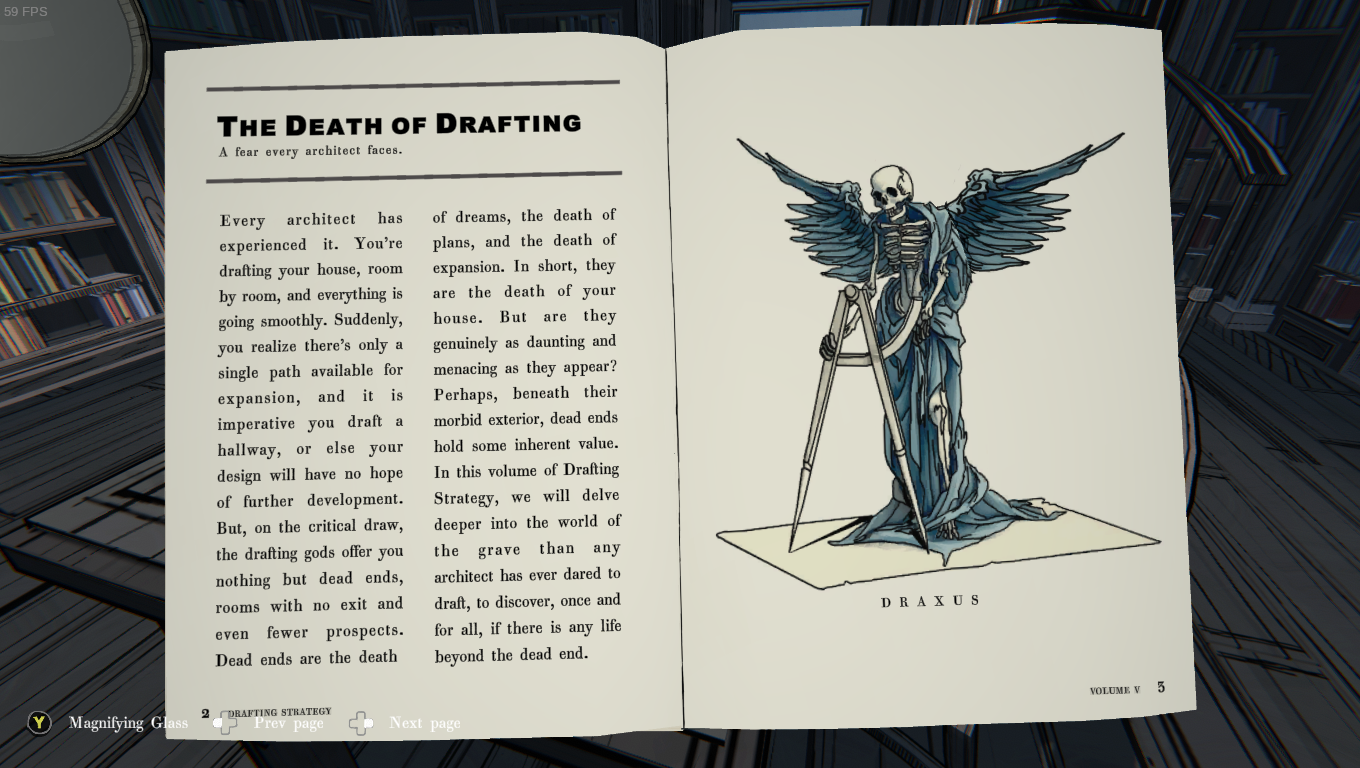 59 FPS
THE DEATH OF DRAFTING
A fear every architect faces.
Every architect has
experienced it. You're
drafting your house, room
by room, and everything is
going smoothly. Suddenly,
you realize there's only a
single path available for
expansion, and it is
imperative you draft a
hallway, or else your
design will have no hope
of further development.
But, on the critical draw,
the drafting gods offer you
nothing but dead ends,
rooms with no exit and
even fewer prospects.
Dead ends are the death
of dreams, the death of
plans, and the death of
expansion. In short, they
are the death of your
house. But are they
genuinely as daunting and
menacing as they appear?
Perhaps, beneath their
morbid exterior, dead ends
hold some inherent value.
In this volume of Drafting
Strategy, we will delve
deeper into the world of
the grave than any
architect has ever dared to
draft, to discover, once and
for all, if there is any life
beyond the dead end.
2 DRAFTING STRATEGY
DRAXUS
VOLUME V 3
Y Magnifying Glass Prev page Next page